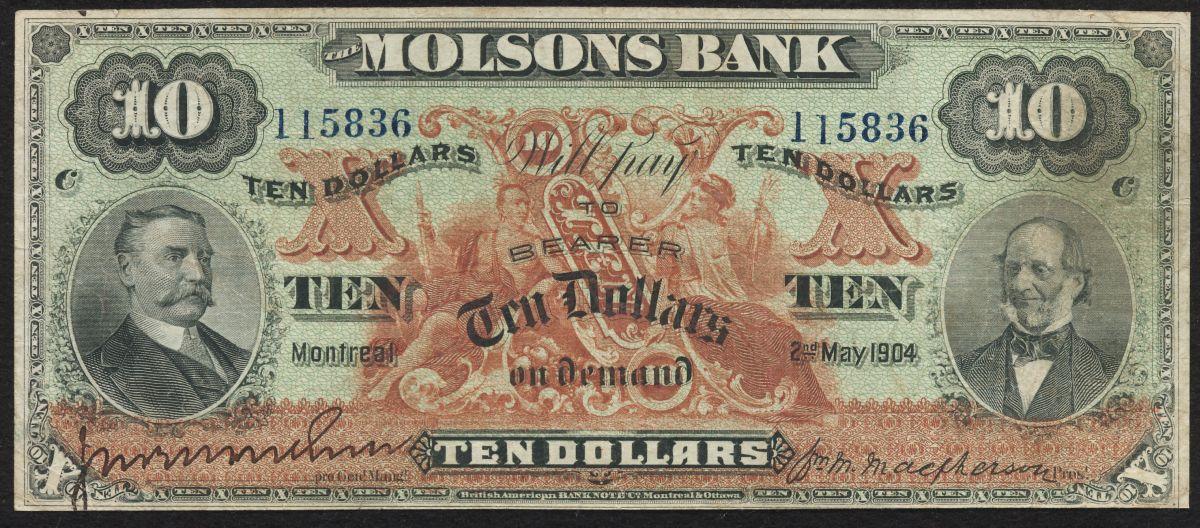 THE MOLSONS BANK
10 10
115836 115836
Will pay
TEN DOLLARS TEN DOLLARS
C C
X X
TO
BEARER
TEN TEN
Ten Dollars
Montreal 2nd May 1904
on demand
TEN DOLLARS
Wm. M. Macpherson Pres't
pro Gen'l Mang'r
British American BANK NOTE Co. Montreal & Ottawa.